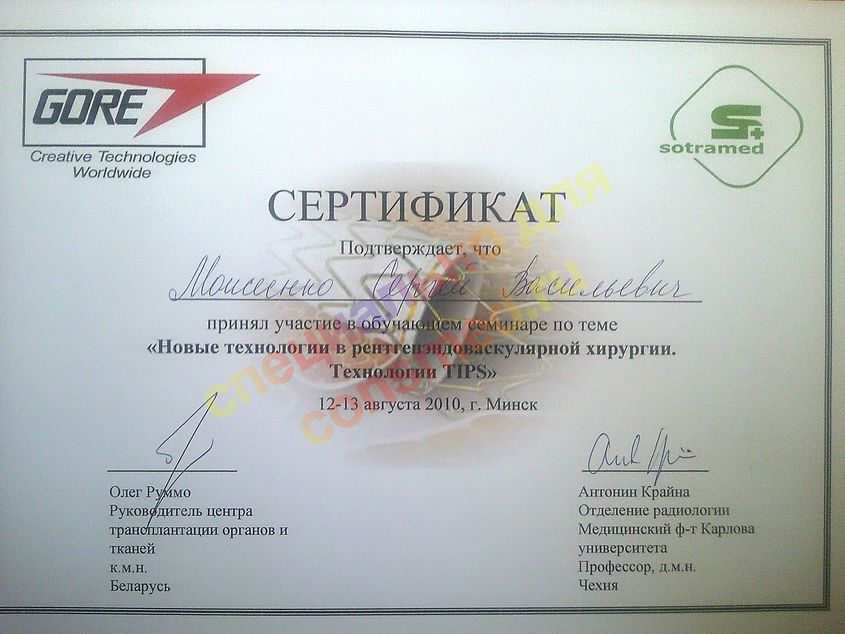 GORE
Creative Technologies
Worldwide
sotramed
СЕРТИФИКАТ
Подтверждает, что
Моисеенко Сергей Васильевич
принял участие в обучающем семинаре по теме
«Новые технологии в рентгенэндоваскулярной хирургии.
Технологии TIPS»
12-13 августа 2010, г. Минск
Олег Руммо
Руководитель центра
трансплантации органов и
тканей
к.м.н.
Беларусь
Антонин Крайна
Отделение радиологии
Медицинский ф-т Карлова
университета
Профессор, д.м.н.
Чехия